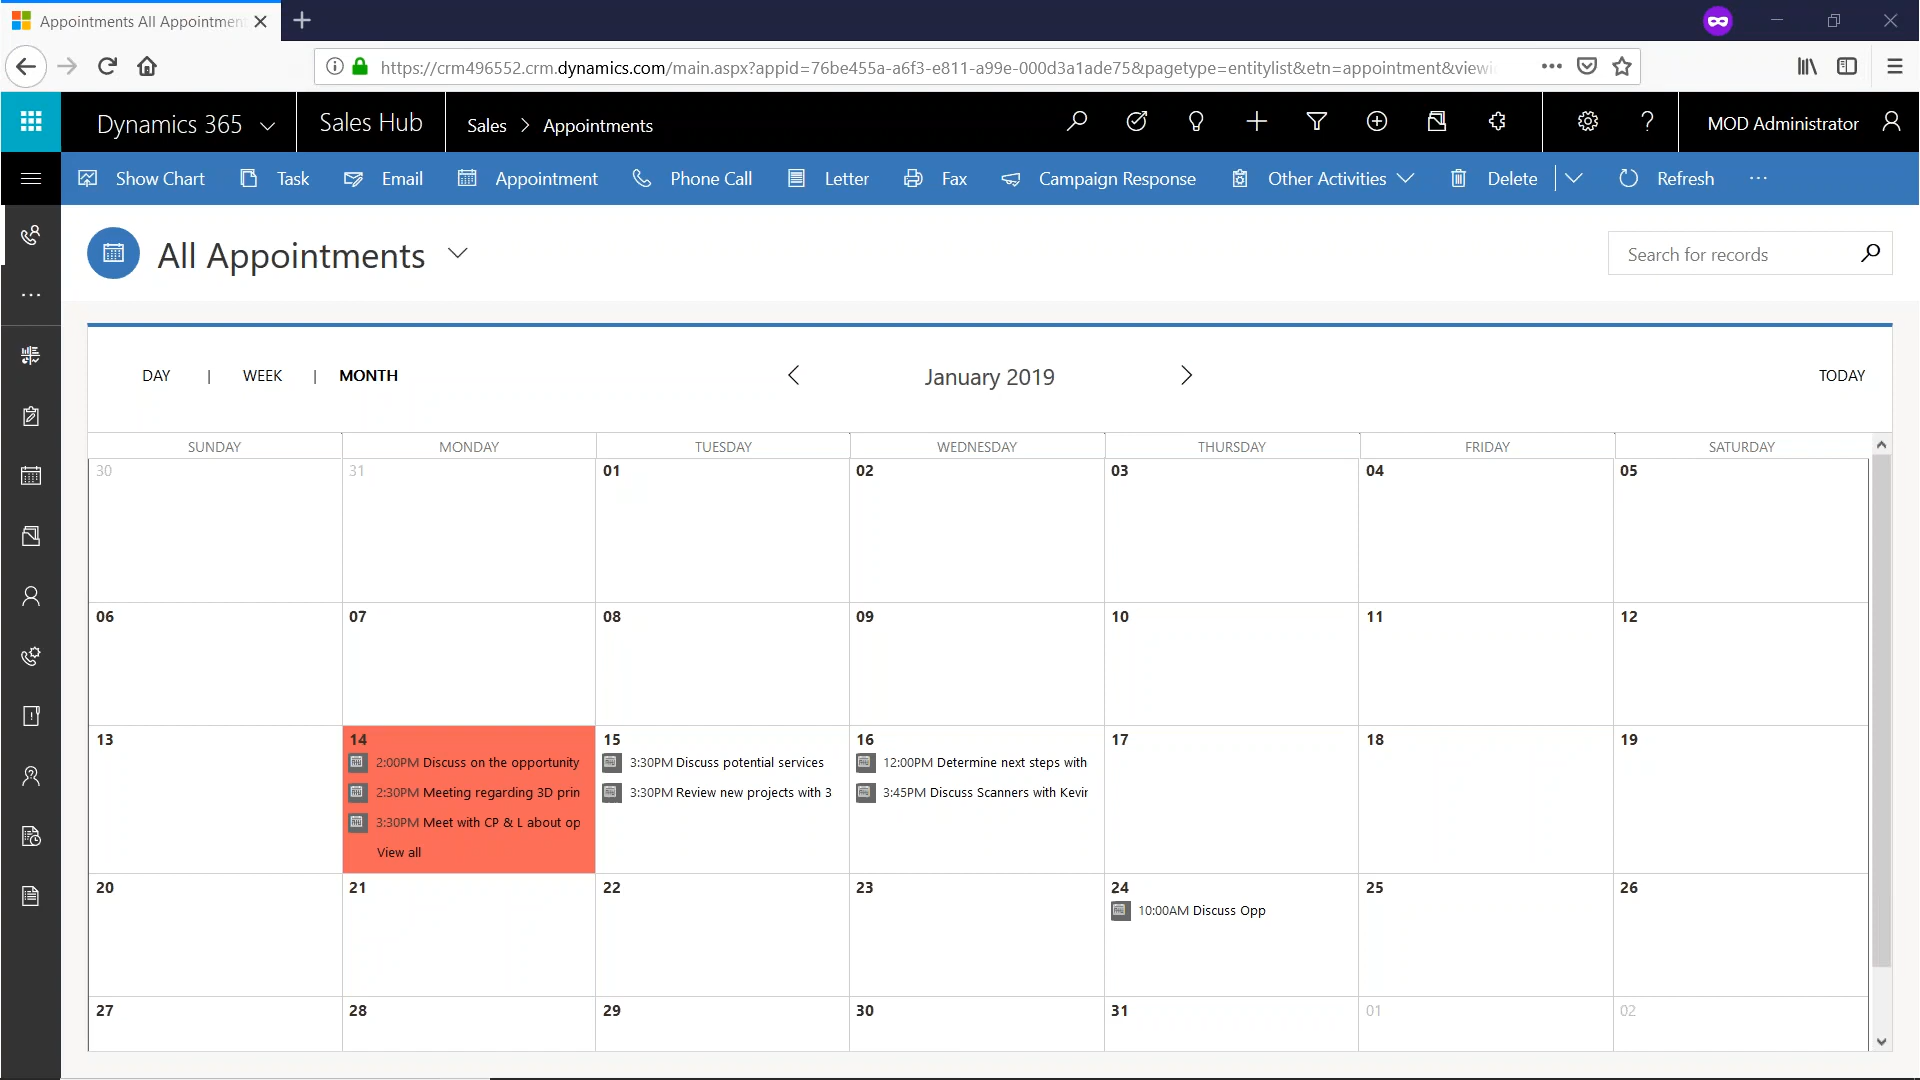 Appointments All Appointmen
https://crm496552.crm.dynamics.com/main.aspx?appid=76be455a-a6f3-e811-a99e-000d3a1ade75&pagetype=entitylist&etn=appointment&viewi
Dynamics 365
Sales Hub
Sales > Appointments
MOD Administrator
Show Chart Task Email Appointment Phone Call Letter Fax Campaign Response Other Activities Delete Refresh
All Appointments
Search for records
DAY | WEEK | MONTH
January 2019
TODAY
SUNDAY MONDAY TUESDAY WEDNESDAY THURSDAY FRIDAY SATURDAY
30 31 01 02 03 04 05
06 07 08 09 10 11 12
13 14 15 16 17 18 19
2:00PM Discuss on the opportunity
2:30PM Meeting regarding 3D prin
3:30PM Meet with CP & L about op
View all
3:30PM Discuss potential services
3:30PM Review new projects with 3
12:00PM Determine next steps with
3:45PM Discuss Scanners with Kevin
20 21 22 23 24 25 26
10:00AM Discuss Opp
27 28 29 30 31 01 02